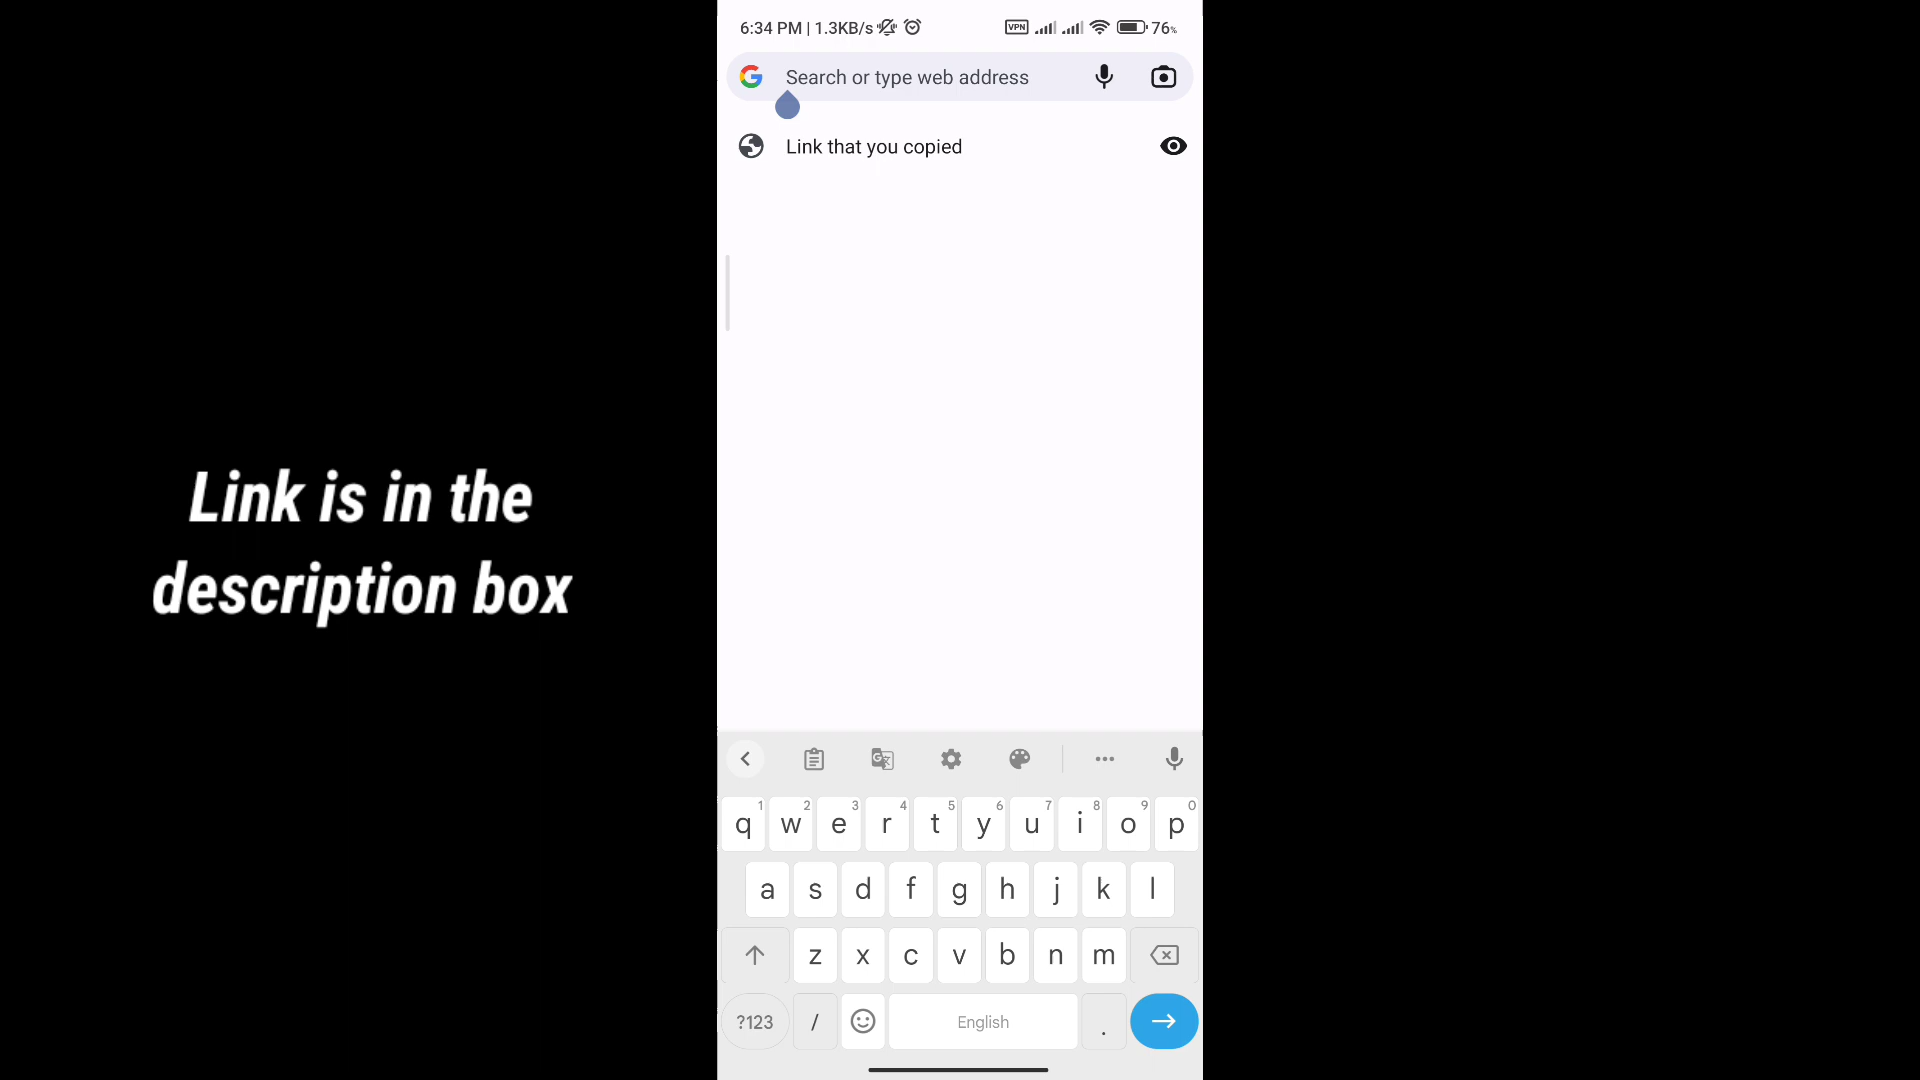 6:34 PM | 1.3KB/s VPN 76%
Search or type web address
Link that you copied
Link is in the
description box
1 2 3 4 5 6 7 8 9 0
q w e r t y u i o p
a s d f g h j k l
z x c v b n m
?123 / English .